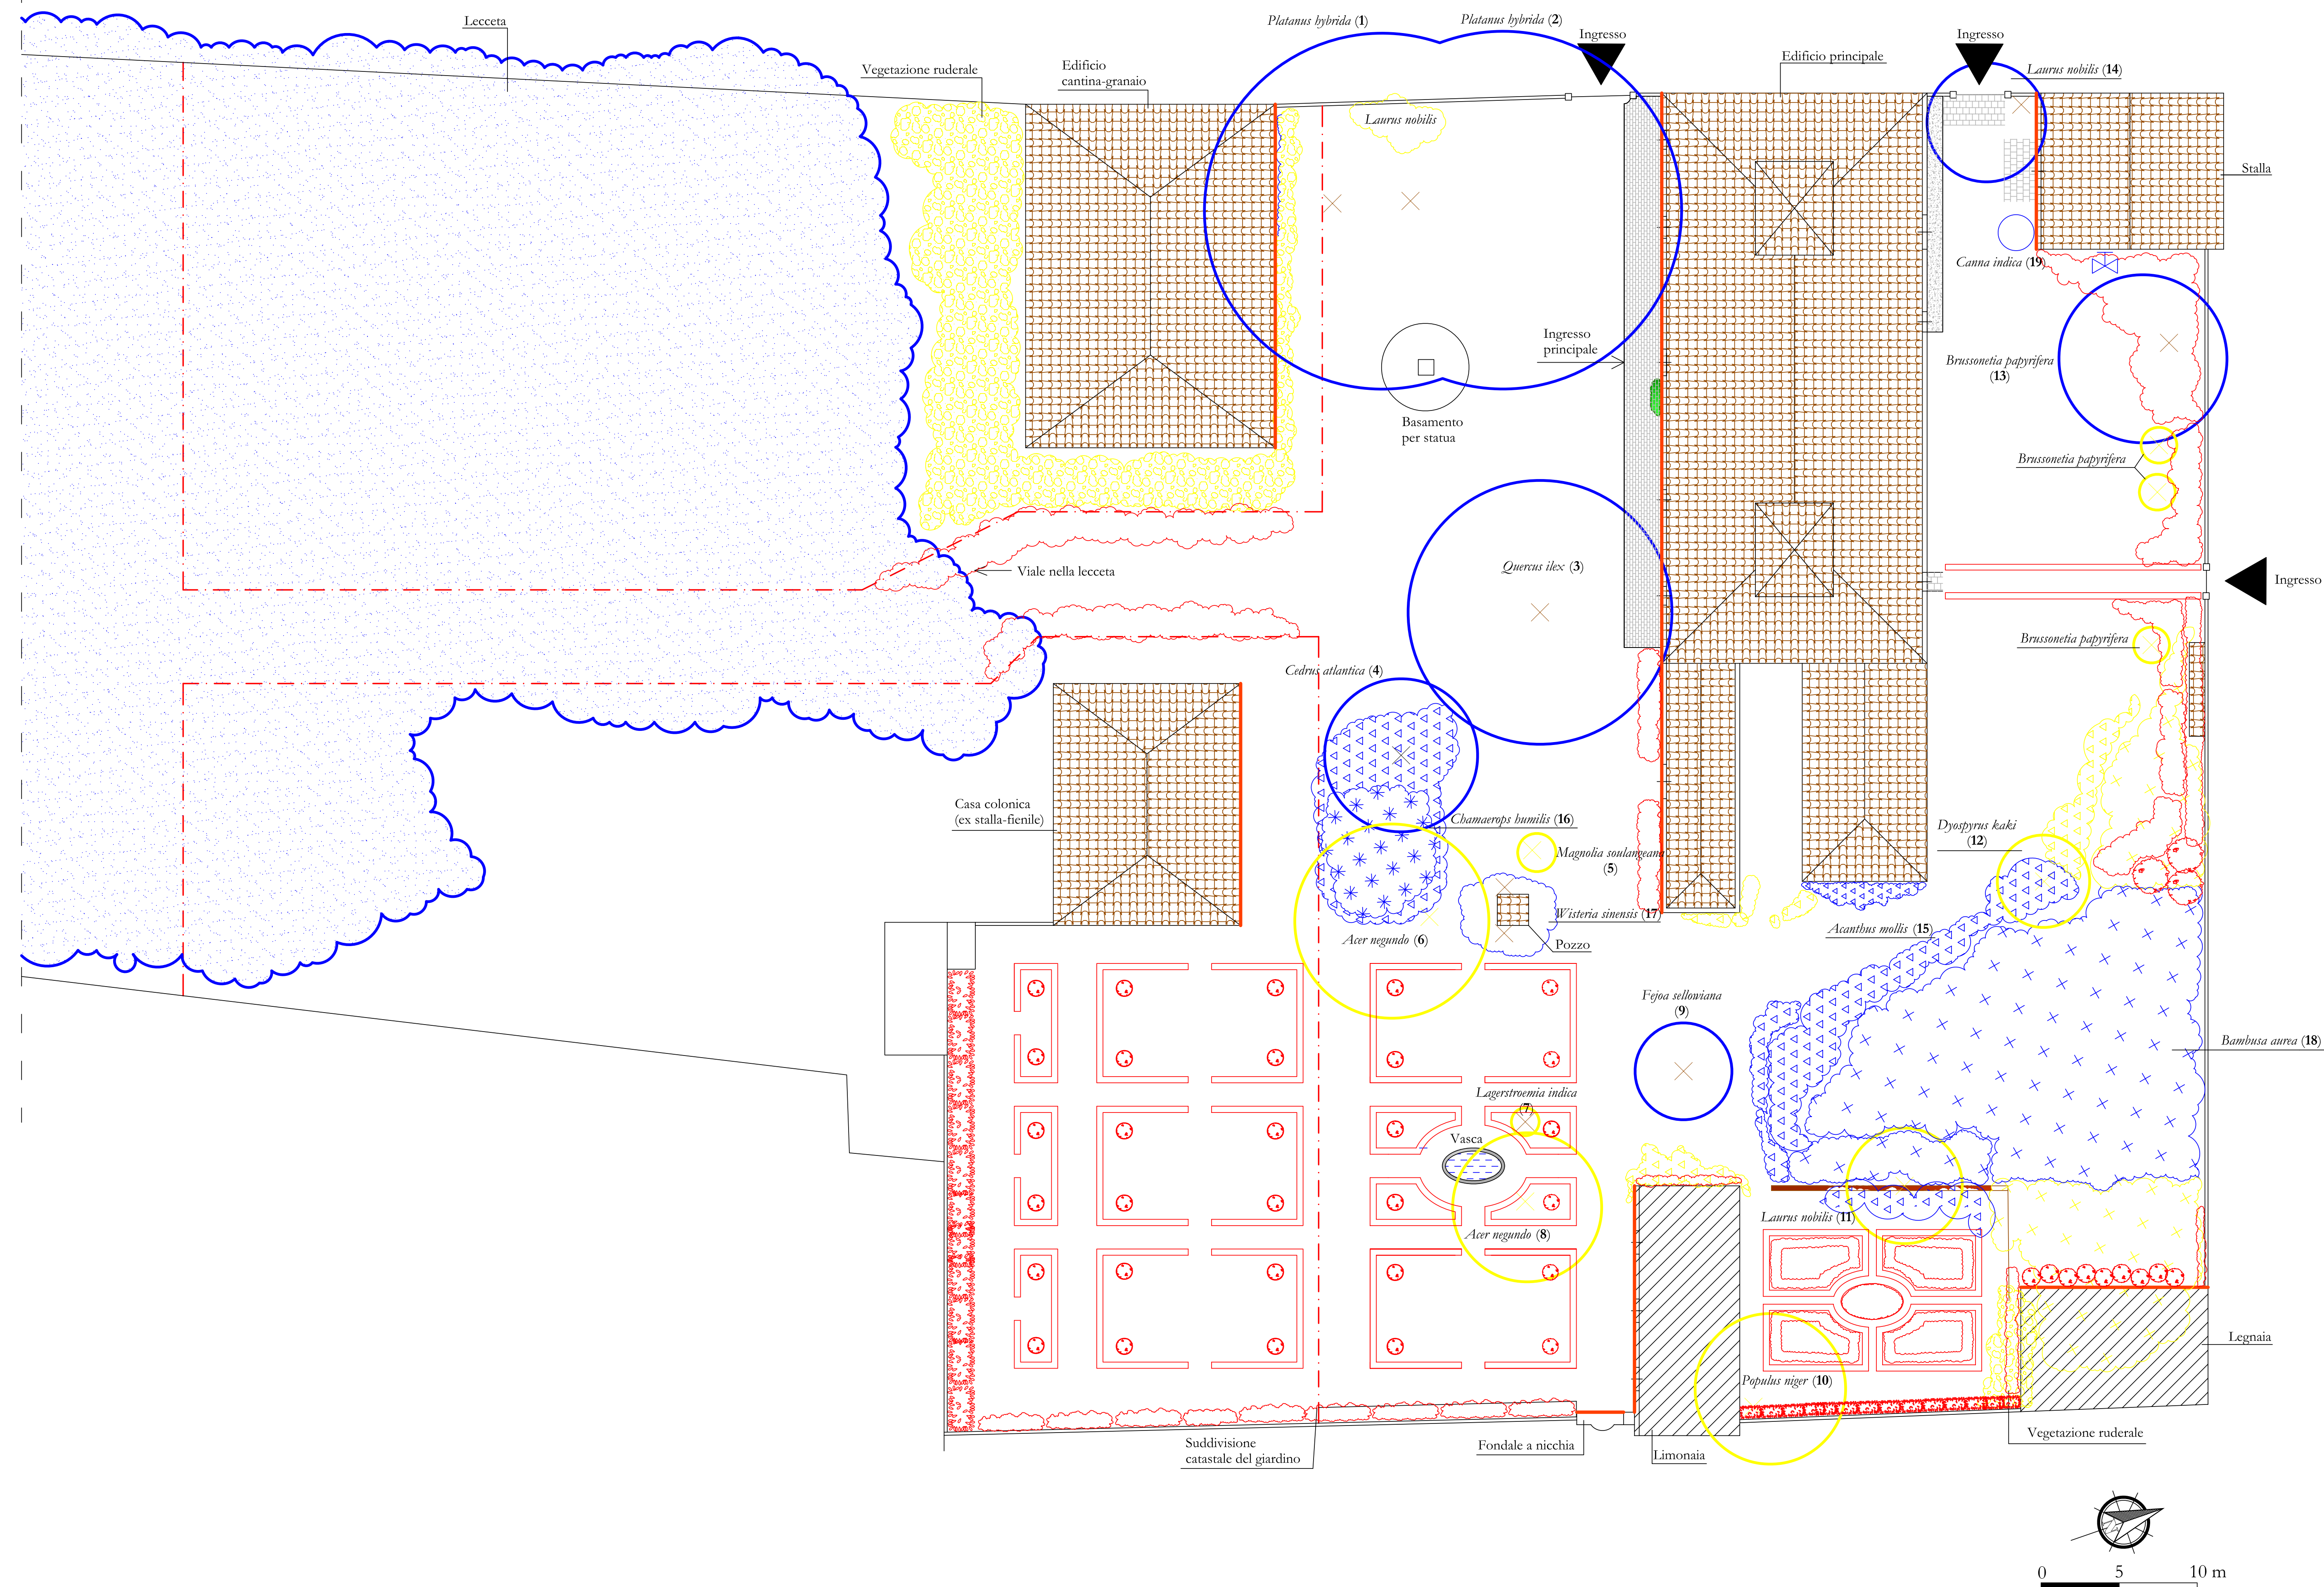 Lecceta
Platanus hybrida (1)
Platanus hybrida (2)
Ingresso
Ingresso
Vegetazione ruderale
Edificio
cantina-granaio
Edificio principale
Laurus nobilis (14)
Laurus nobilis
Stalla
Canna indica (19)
Ingresso
principale
Brussonetia papyrifera
(13)
Basamento
per statua
Brussonetia papyrifera
Viale nella lecceta
Quercus ilex (3)
Ingresso
Brussonetia papyrifera
Cedrus atlantica (4)
Casa colonica
(ex stalla-fienile)
Chamaerops humilis (16)
Magnolia soulangeana
(5)
Dyospyrus kaki
(12)
Wisteria sinensis (17)
Acer negundo (6)
Pozzo
Acanthus mollis (15)
Fejoa sellowiana
(9)
Bambusa aurea (18)
Lagerstroemia indica
(7)
Vasca
Acer negundo (8)
Laurus nobilis (11)
Legnaia
Populus niger (10)
Suddivisione
catastale del giardino
Fondale a nicchia
Limonaia
Vegetazione ruderale
N
0 5 10 m